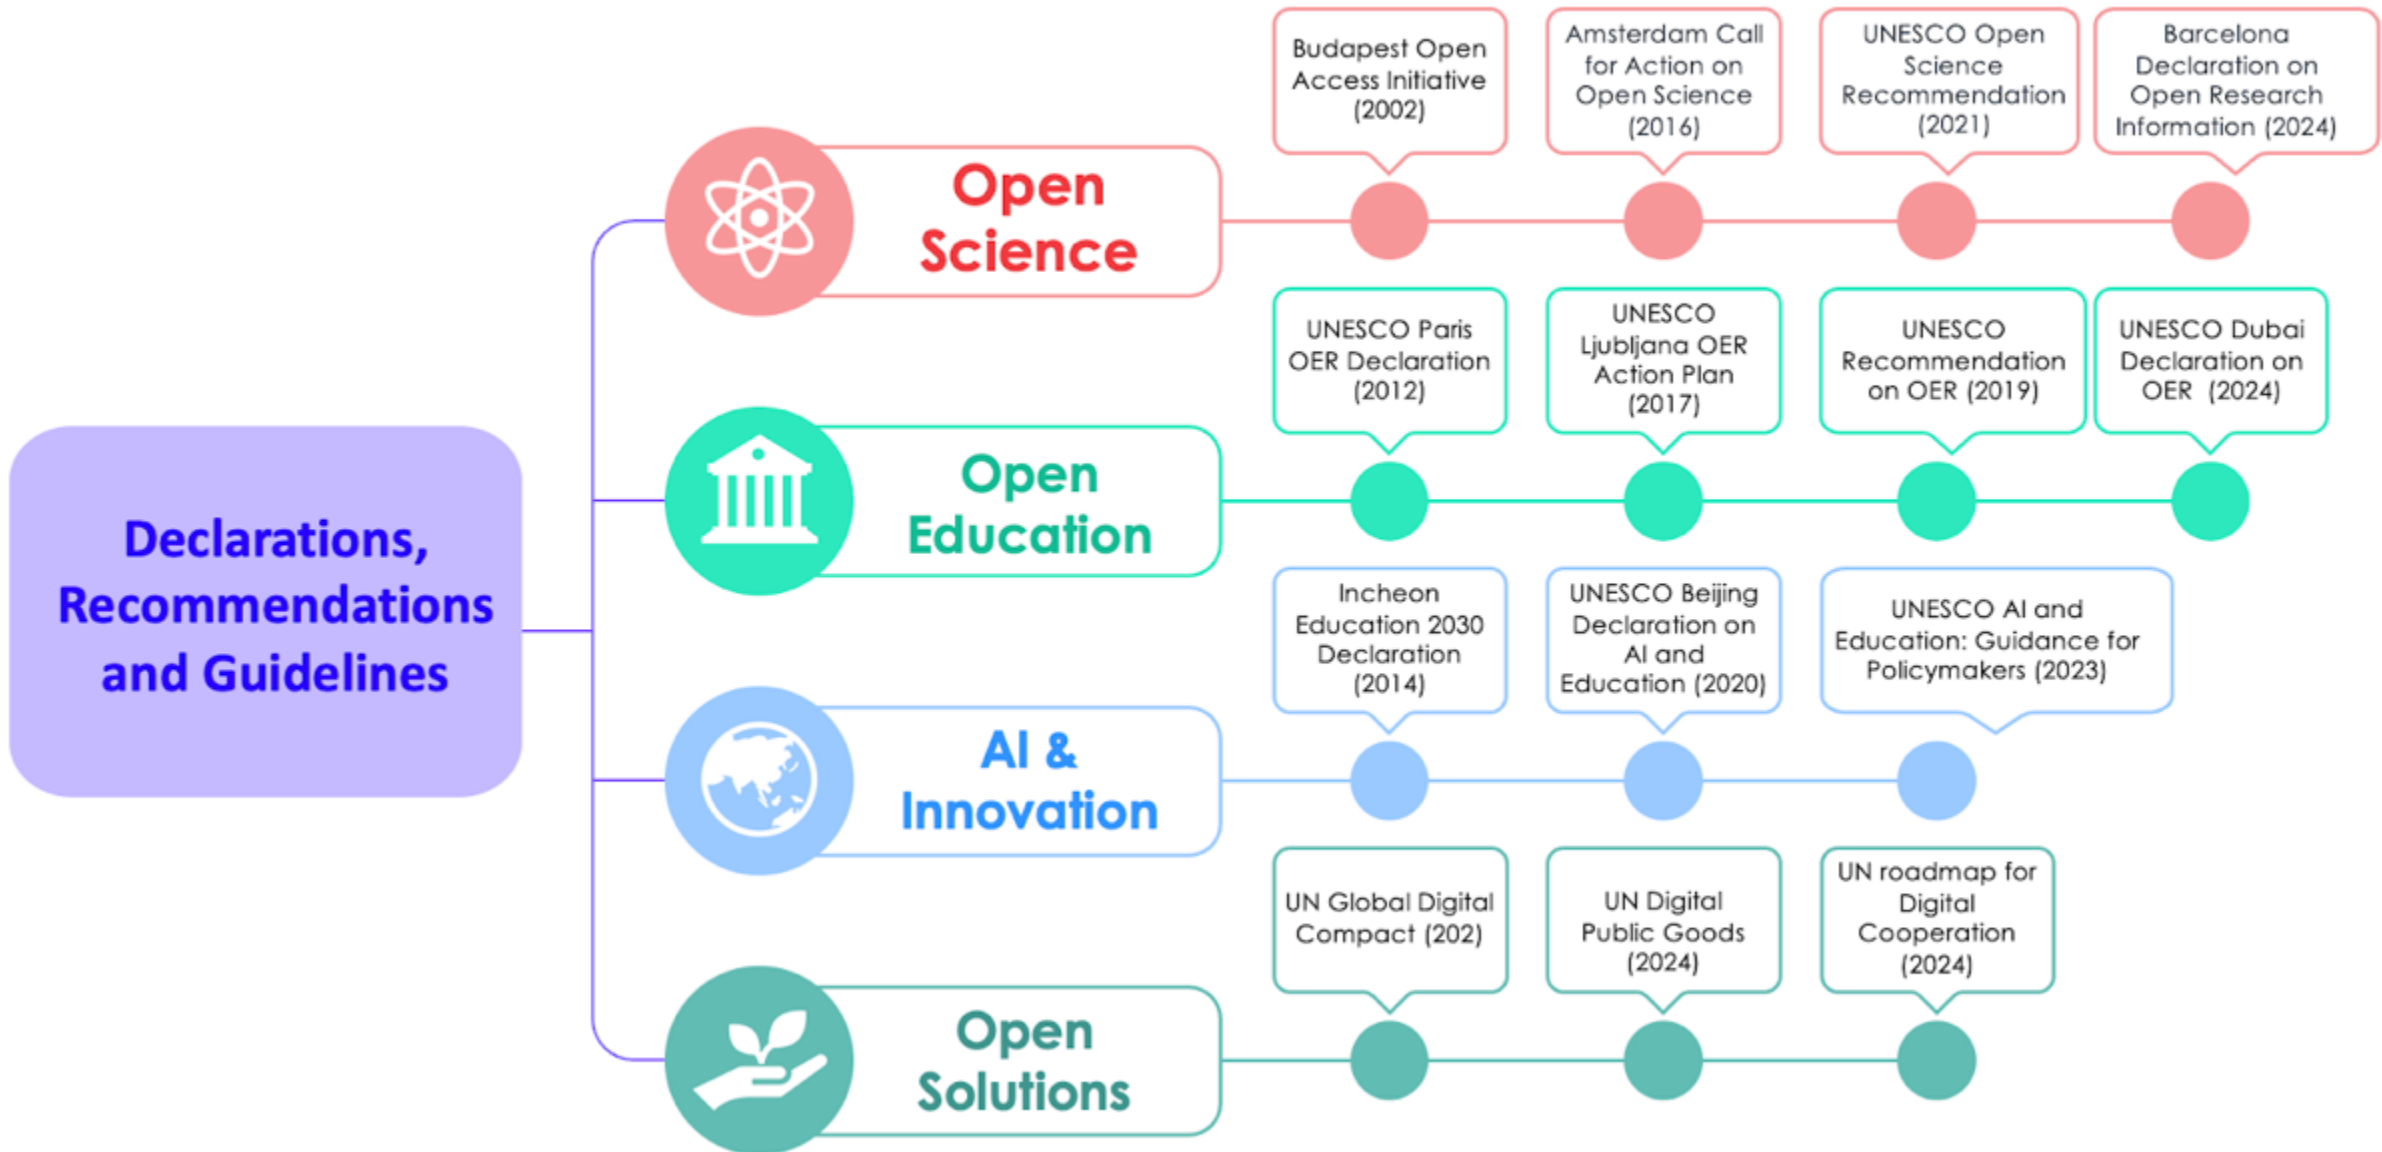 Declarations,
Recommendations
and Guidelines
Open
Science
Budapest Open
Access Initiative
(2002)
Amsterdam Call
for Action on
Open Science
(2016)
UNESCO Open
Science
Recommendation
(2021)
Barcelona
Declaration on
Open Research
Information (2024)
Open
Education
UNESCO Paris
OER Declaration
(2012)
UNESCO
Ljubljana OER
Action Plan
(2017)
UNESCO
Recommendation
on OER (2019)
UNESCO Dubai
Declaration on
OER (2024)
AI &
Innovation
Incheon
Education 2030
Declaration
(2014)
UNESCO Beijing
Declaration on
AI and
Education (2020)
UNESCO AI and
Education: Guidance for
Policymakers (2023)
Open
Solutions
UN Global Digital
Compact (202)
UN Digital
Public Goods
(2024)
UN roadmap for
Digital
Cooperation
(2024)